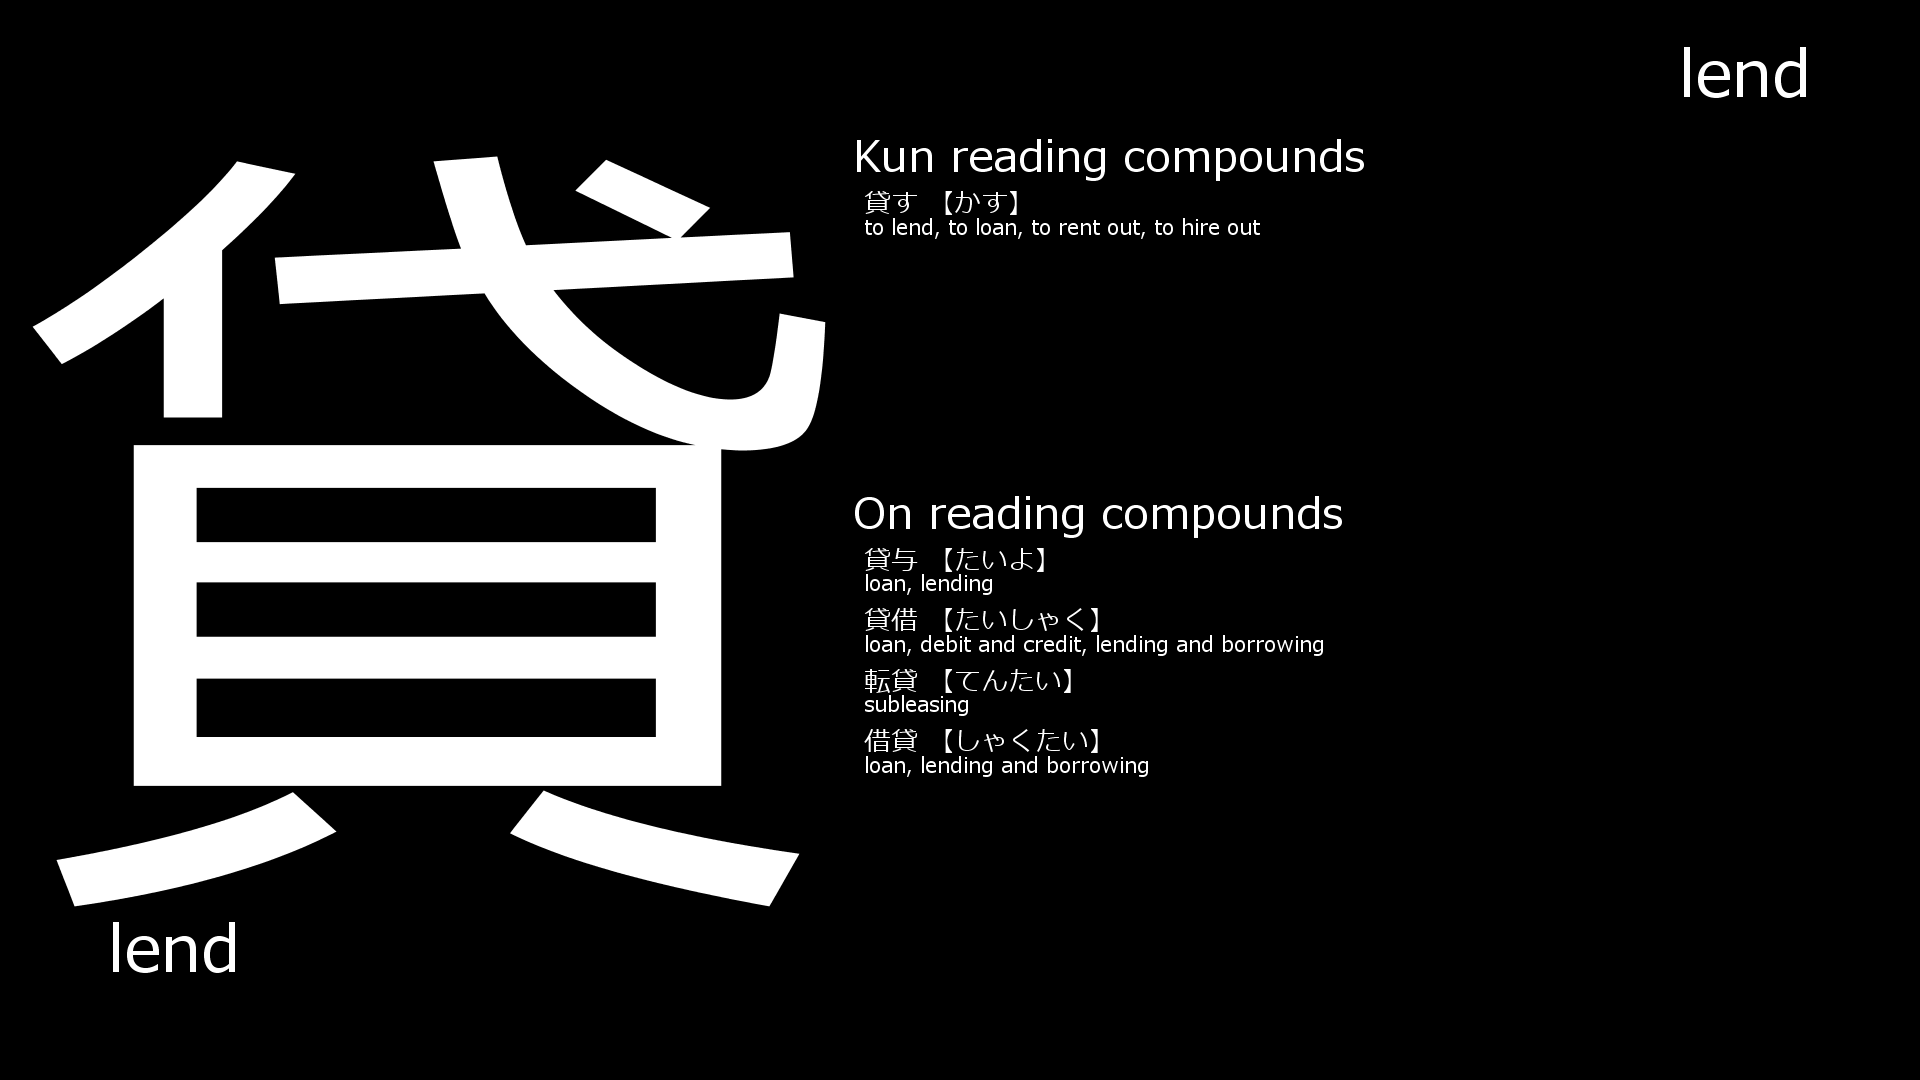 lend
貸
Kun reading compounds
貸す 【かす】
to lend, to loan, to rent out, to hire out
On reading compounds
貸与 【たいよ】
loan, lending
貸借 【たいしゃく】
loan, debit and credit, lending and borrowing
転貸 【てんたい】
subleasing
借貸 【しゃくたい】
loan, lending and borrowing
lend